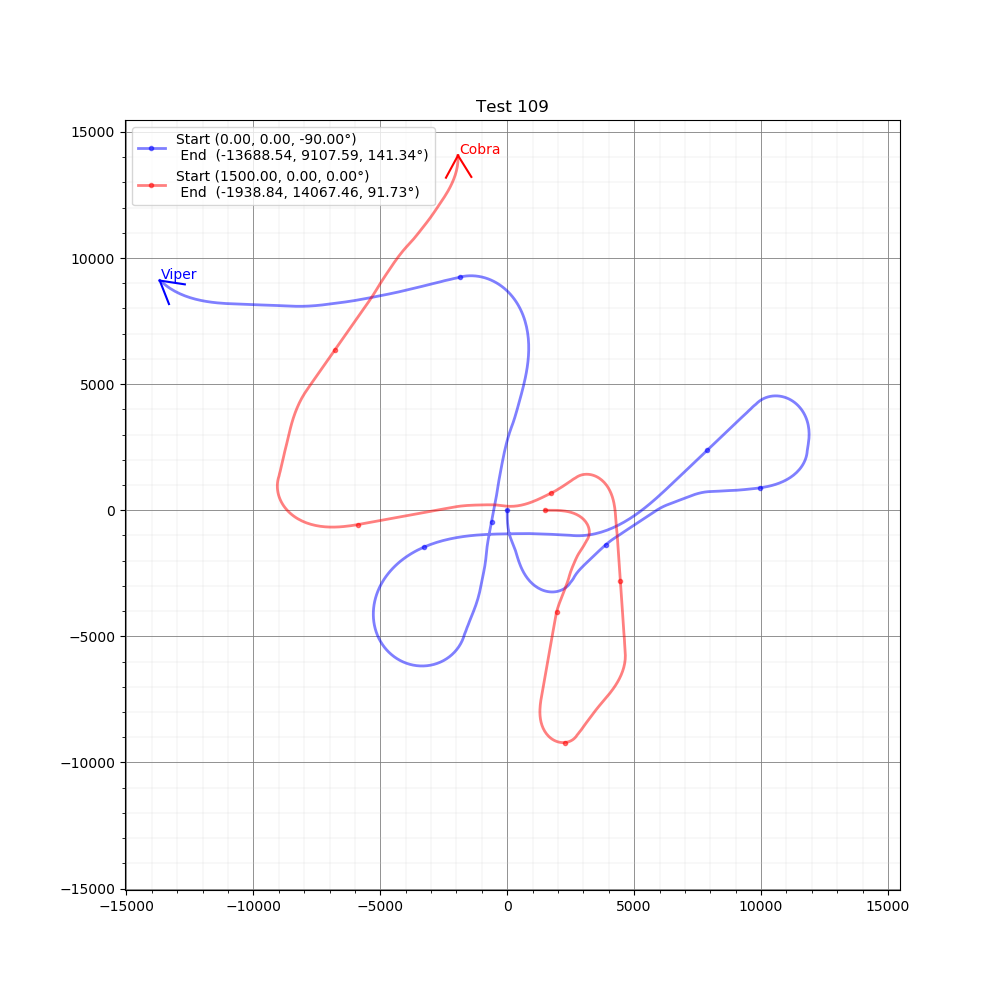 Test 109
Start (0.00, 0.00, -90.00°)
End  (-13688.54, 9107.59, 141.34°)
Start (1500.00, 0.00, 0.00°)
End  (-1938.84, 14067.46, 91.73°)
Cobra
Viper
15000
10000
5000
0
−5000
−10000
−15000
−15000
−10000
−5000
0
5000
10000
15000